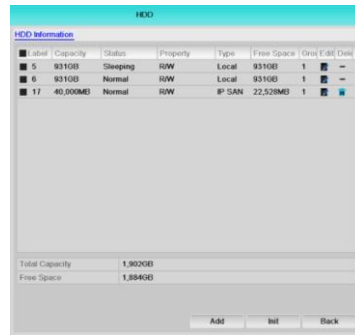 HDD
HDD Information
Label Capacity Status Property Type Free Space Grou Edit Dele
5 931GB Sleeping R/W Local 931GB 1 –
6 931GB Normal R/W Local 931GB 1 –
17 40,000MB Normal R/W IP SAN 22,528MB 1
Total Capacity 1,902GB
Free Space 1,884GB
Add Init Back